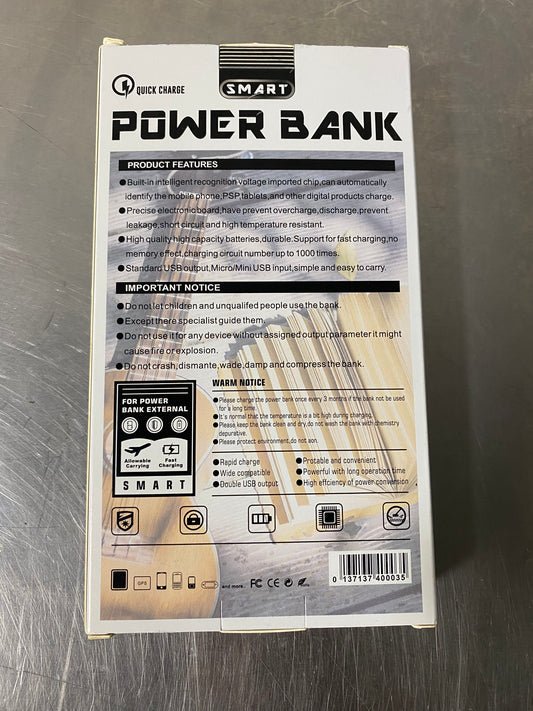 QUICK CHARGE
SMART
POWER BANK
PRODUCT FEATURES
●Built-in intelligent recognition voltage imported chip,can automatically
identify the mobile phone,PSP,tablets,and other digital products charge.
●Precise electronic board,have prevent overcharge,discharge,prevent
leakage,short circuit and high temperature resistant.
●High quality high capacity batteries,durable.Support for fast charging,no
memory effect,charging circuit number up to 1000 times.
●Standard USB output,Micro/Mini USB input,simple and easy to carry.
IMPORTANT NOTICE
●Do not let children and unqualifed people use the bank.
●Except there specialist guide them.
●Do not use it for any device without assigned output parameter it might
cause fire or explosion.
●Do not crash,dismante,wade,damp and compress the bank.
FOR POWER
BANK EXTERNAL
Allowable
Carrying
Fast
Charging
SMART
WARM NOTICE
●Please charge the power bank once every 3 months if the bank not be used
for a long time.
●It's normal that the temperature is a bit high during charging.
●Please keep the bank clean and dry,do not wash the bank with chemistry
depurative.
●Please protect environment,do not son.
●Rapid charge
●Wide compatible
●Double USB output
●Protable and convenient
●Powerful with long operation time
●High effciency of power conversion
GPS
and more..
FC CE
0 137137 400035